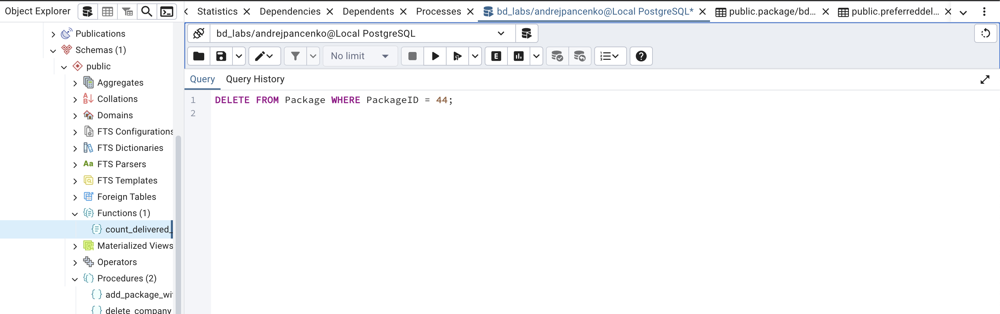 Object Explorer
Statistics
Dependencies
Dependents
Processes
bd_labs/andrejpancenko@Local PostgreSQL*
public.package/bd...
public.preferreddel...
Publications
Schemas (1)
public
Aggregates
Collations
Domains
FTS Configurations
FTS Dictionaries
Aa FTS Parsers
FTS Templates
Foreign Tables
Functions (1)
count_delivered_
Materialized Views
Operators
Procedures (2)
add_package_wi
delete_company
bd_labs/andrejpancenko@Local PostgreSQL
No limit
E
Query
Query History
1 DELETE FROM Package WHERE PackageID = 44;
2